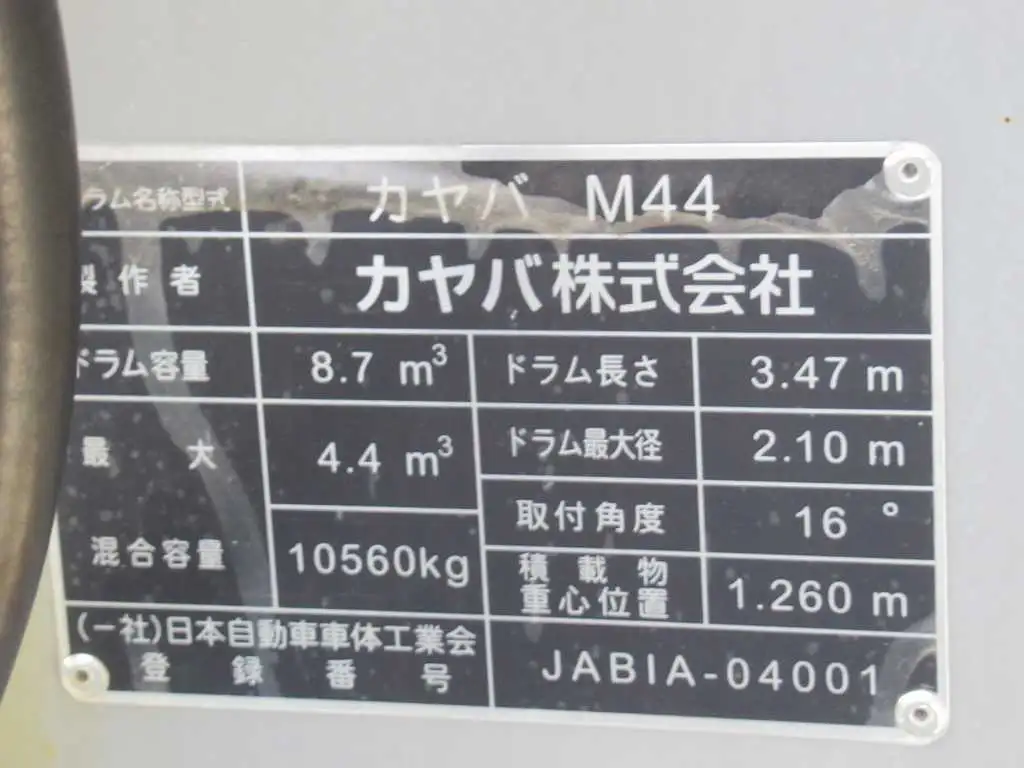 ラム名称型式 カヤバ M44
製作者 カヤバ株式会社
ドラム容量 8.7 m³ ドラム長さ 3.47 m
最大 4.4 m³ ドラム最大径 2.10 m
取付角度 16 °
混合容量 10560kg 積載物
重心位置 1.260 m
(一社)日本自動車車体工業会
登録番号 JABIA-04001